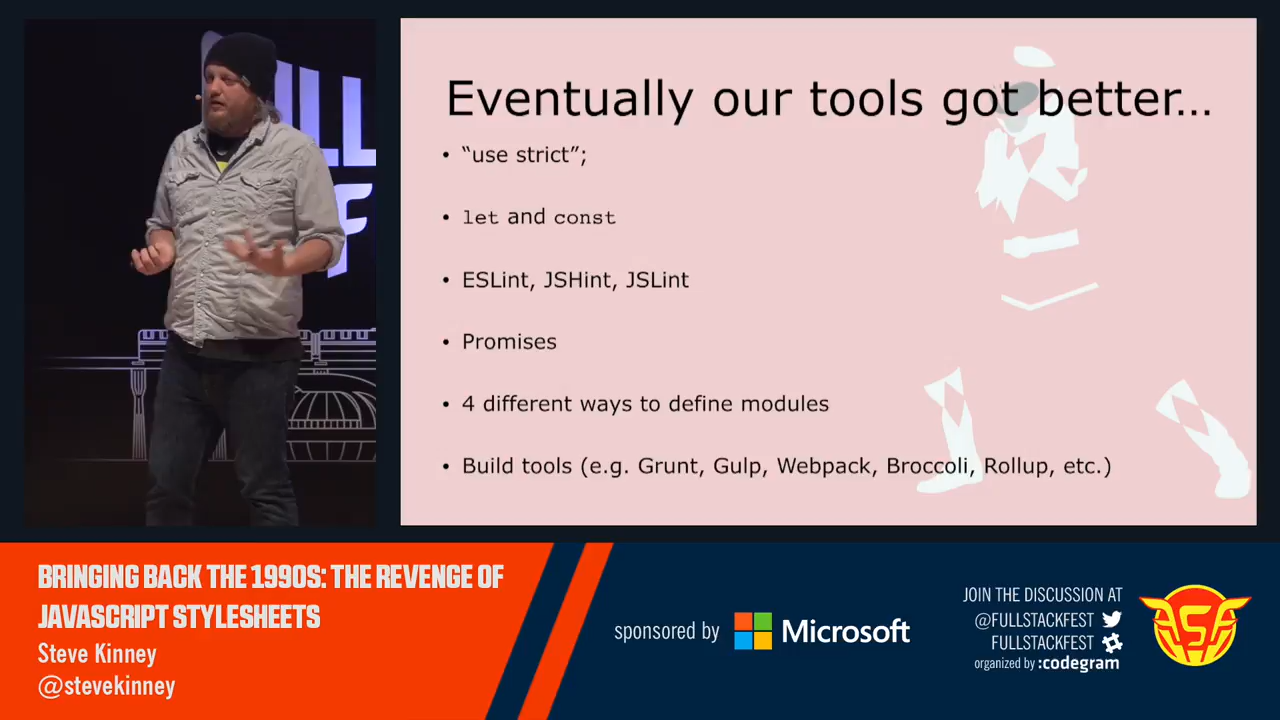 Eventually our tools got better...
• “use strict”;
• let and const
• ESLint, JSHint, JSLint
• Promises
• 4 different ways to define modules
• Build tools (e.g. Grunt, Gulp, Webpack, Broccoli, Rollup, etc.)
BRINGING BACK THE 1990S: THE REVENGE OF
JAVASCRIPT STYLESHEETS
Steve Kinney
@stevekinney
sponsored by Microsoft
JOIN THE DISCUSSION AT
@FULLSTACKFEST
FULLSTACKFEST
organized by :codegram
FSF